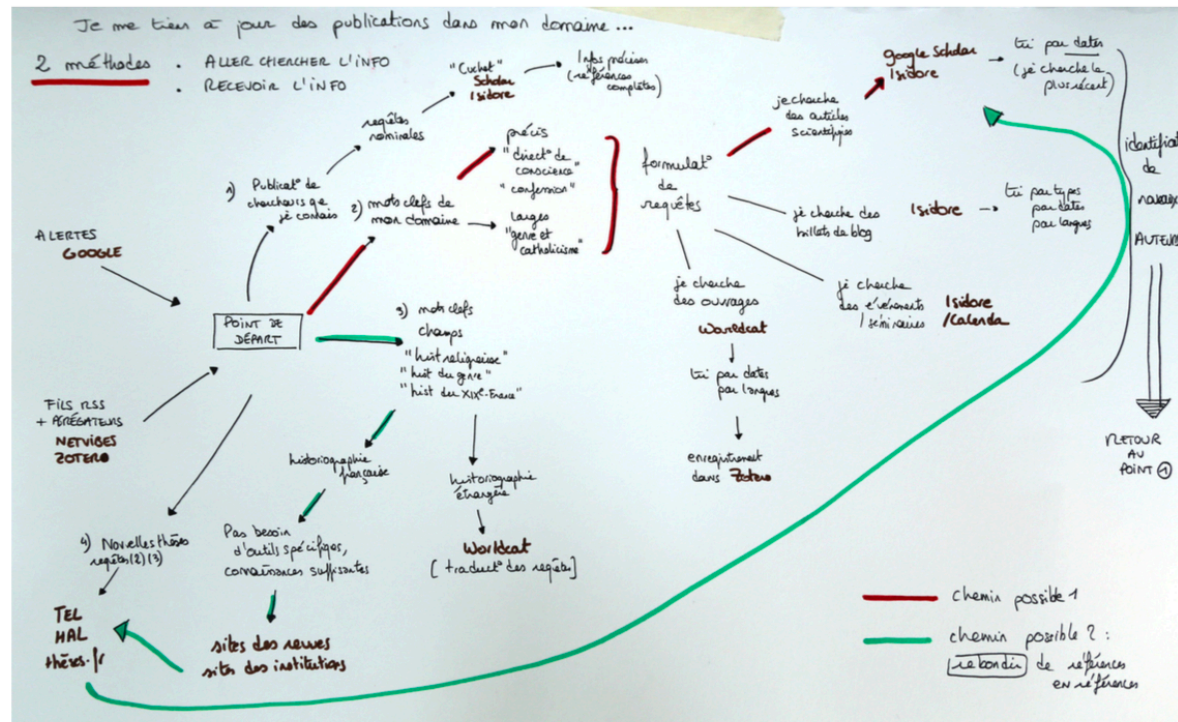 Je me tiens à jour des publications dans mon domaine ...
2 méthodes . ALLER CHERCHER L'INFO
. RECEVOIR L'INFO
"Cuchet"
Scholar
Isidore
Infos précises
(références
complètes)
requêtes
nominales
1) Publicat° de
chercheurs que
je connais
2) mots clefs de
mon domaine
précis
"direct° de
conscience"
"confession"
larges
"genre et
catholicisme"
formulat°
de
requêtes
je cherche
des articles
scientifiques
google Scholar
Isidore
tri par dates
(je cherche le
plus récent)
je cherche des
billets de blog
Isidore
tri par types
par dates
par langues
je cherche
des événements
/ séminaires
Isidore
/Calenda
je cherche
des ouvrages
Worldcat
tri par dates
par langues
enregistrement
dans Zotero
identificat°
de
nouveaux
AUTEURS
RETOUR
AU
POINT 1
ALERTES
GOOGLE
POINT DE
DÉPART
FILS RSS
+ AGRÉGATEURS
NETVIBES
ZOTERO
3) mots clefs
champs
"hist religieuse"
"hist du genre"
"hist du XIXe-France"
historiographie
française
historiographie
étrangère
Pas besoin
d'outils spécifiques,
connaissances suffisantes
Worldcat
[traduct° des requêtes]
sites des revues
sites des institutions
4) Nouvelles thèses
requêtes (2) (3)
TEL
HAL
thèses.fr
chemin possible 1
chemin possible 2 :
rebondir de références
en références